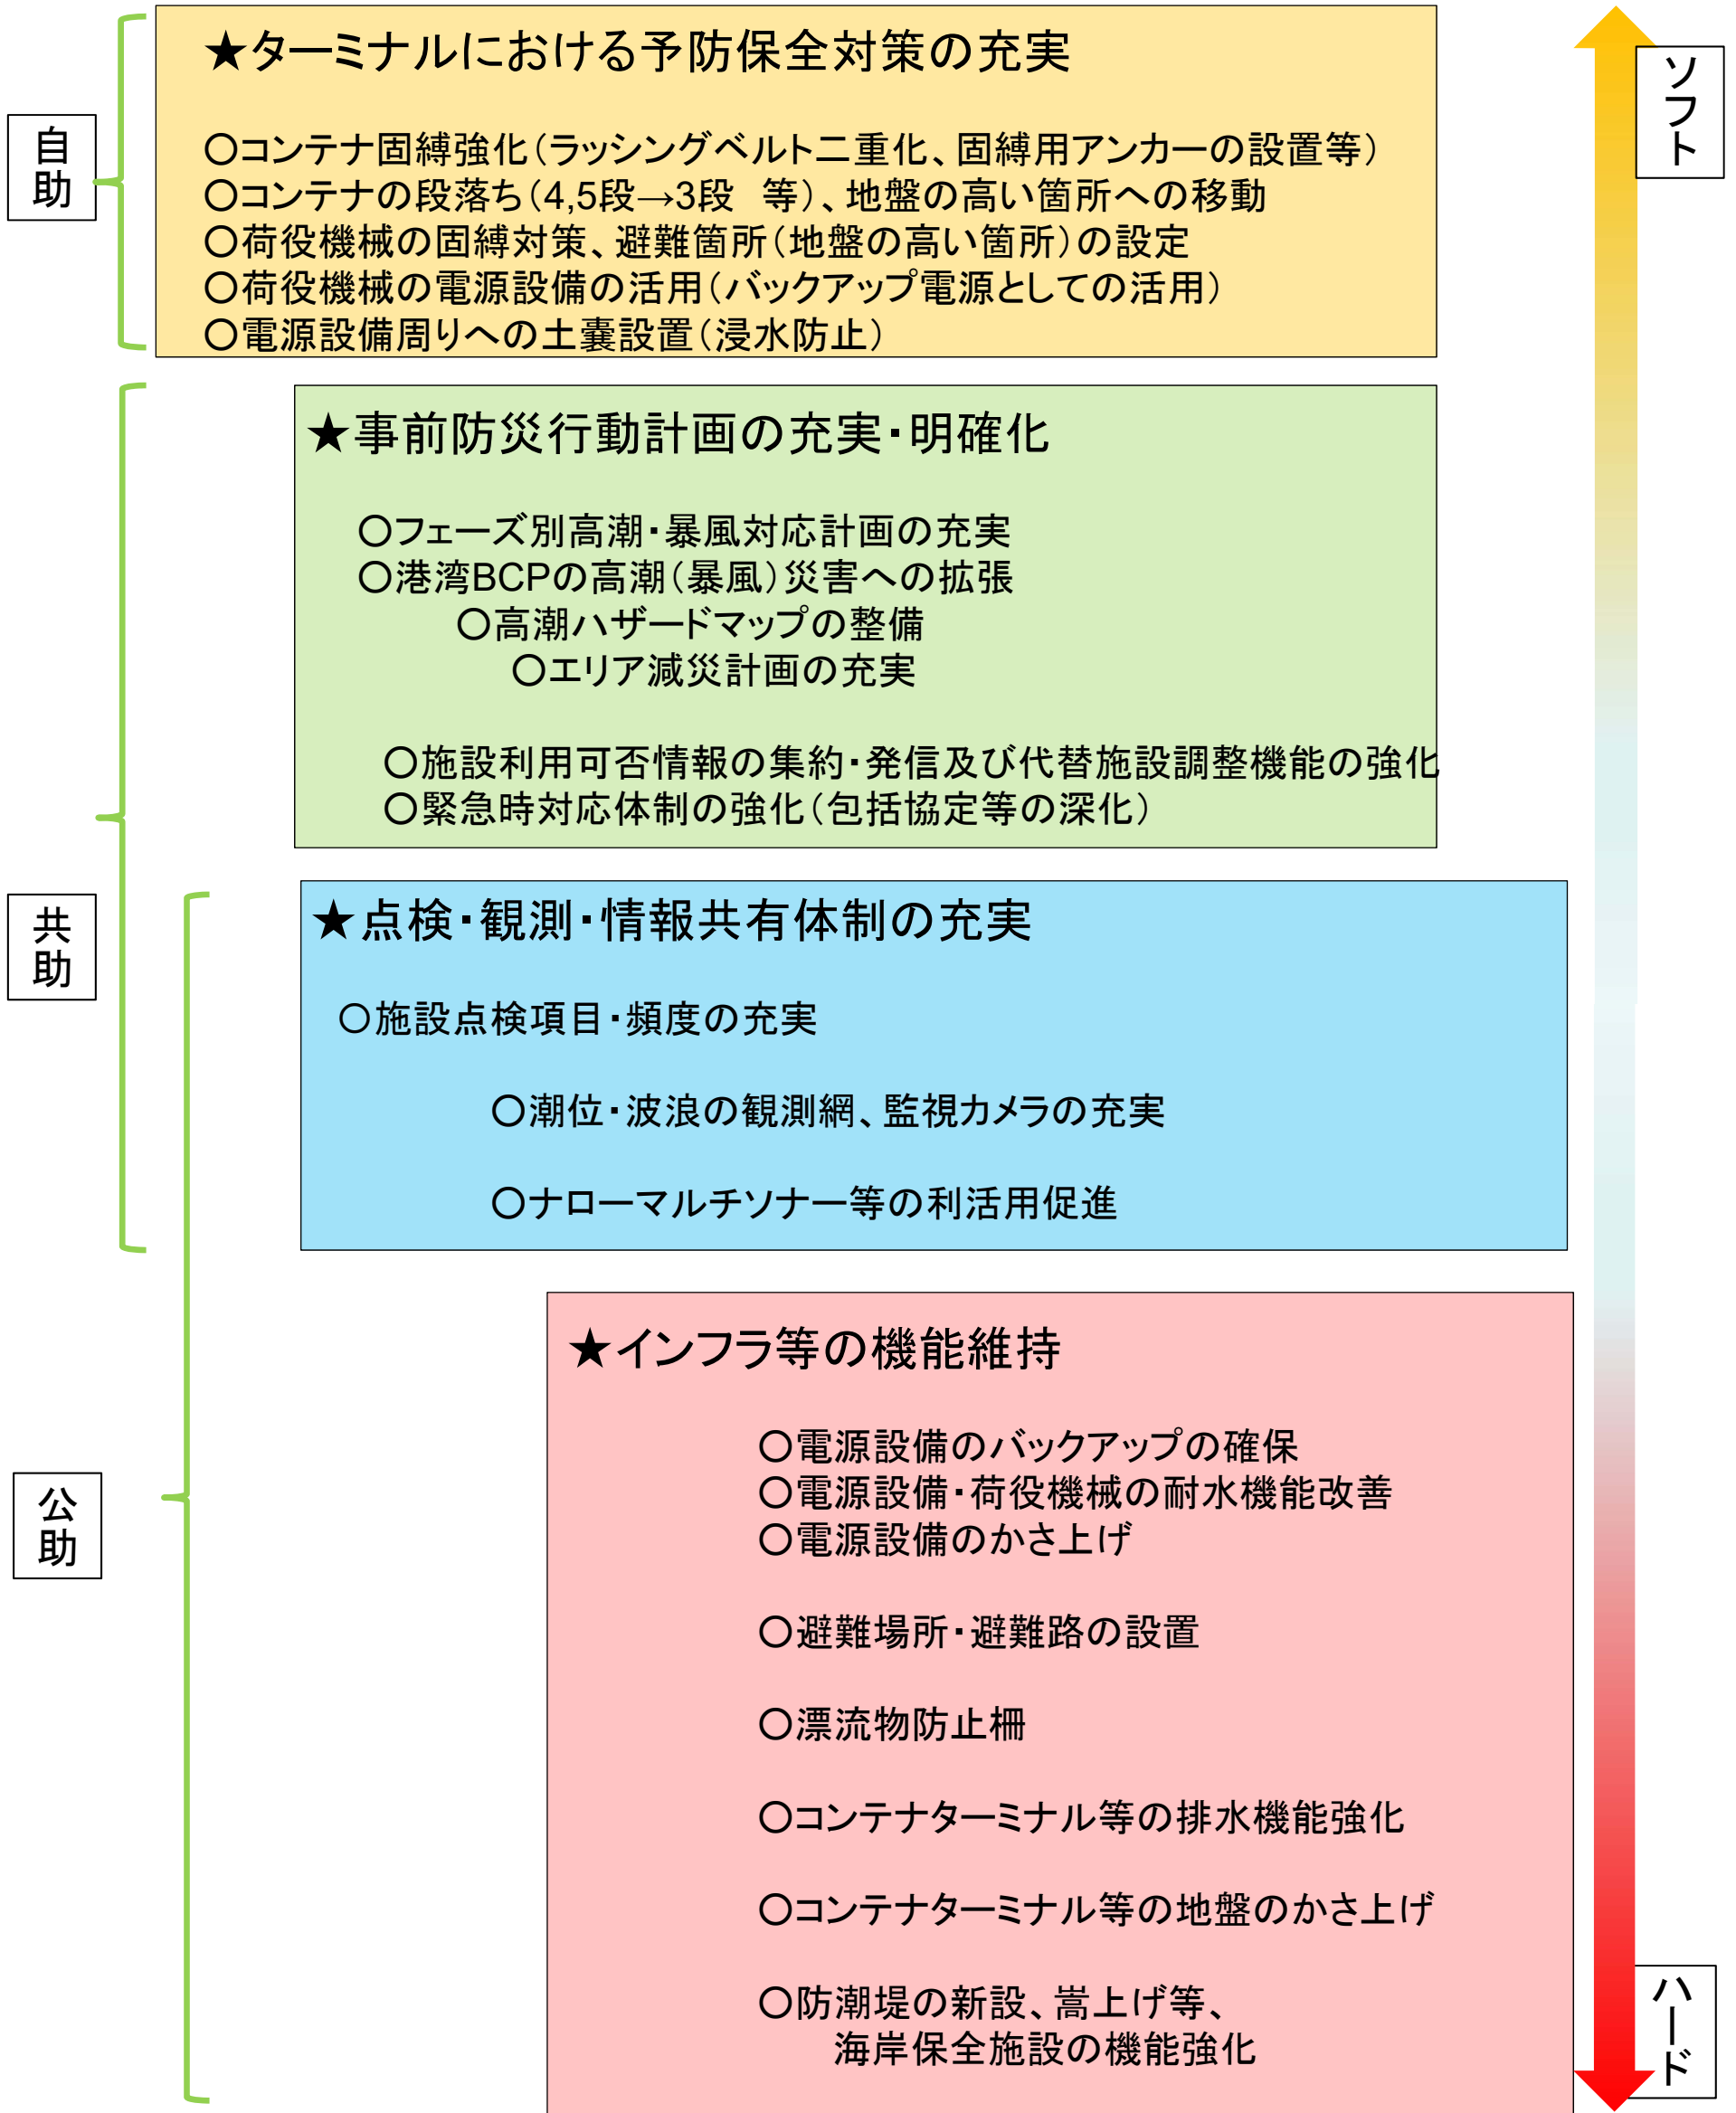 ★ターミナルにおける予防保全対策の充実
〇コンテナ固縛強化（ラッシングベルト二重化、固縛用アンカーの設置等）
〇コンテナの段落ち（4,5段→3段　等）、地盤の高い箇所への移動
〇荷役機械の固縛対策、避難箇所（地盤の高い箇所）の設定
〇荷役機械の電源設備の活用（バックアップ電源としての活用）
〇電源設備周りへの土嚢設置（浸水防止）
自助
ソフト
★事前防災行動計画の充実・明確化
〇フェーズ別高潮・暴風対応計画の充実
〇港湾BCPの高潮（暴風）災害への拡張
〇高潮ハザードマップの整備
〇エリア減災計画の充実
〇施設利用可否情報の集約・発信及び代替施設調整機能の強化
〇緊急時対応体制の強化（包括協定等の深化）
共助
★点検・観測・情報共有体制の充実
〇施設点検項目・頻度の充実
〇潮位・波浪の観測網、監視カメラの充実
〇ナローマルチソナー等の利活用促進
公助
★インフラ等の機能維持
〇電源設備のバックアップの確保
〇電源設備・荷役機械の耐水機能改善
〇電源設備のかさ上げ
〇避難場所・避難路の設置
〇漂流物防止柵
〇コンテナターミナル等の排水機能強化
〇コンテナターミナル等の地盤のかさ上げ
〇防潮堤の新設、嵩上げ等、
海岸保全施設の機能強化
ハード